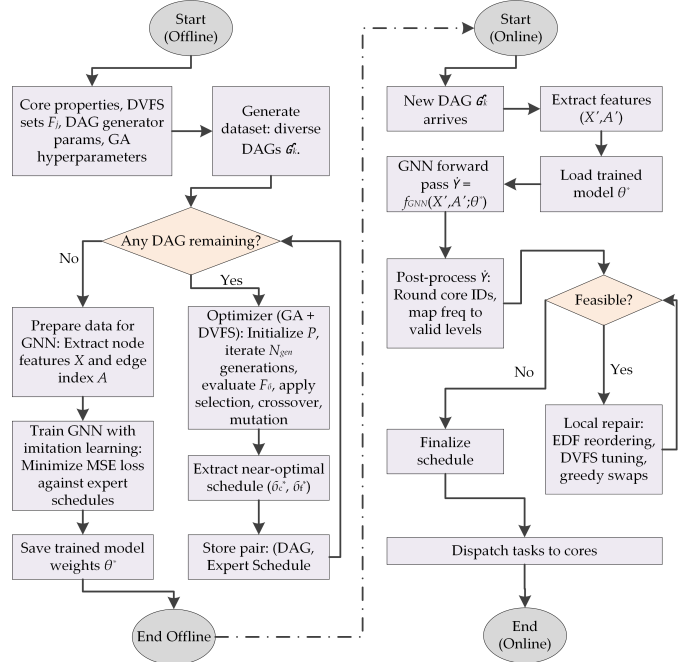 Start
(Offline)
Core properties, DVFS
sets Fj, DAG generator
params, GA
hyperparameters
Generate
dataset: diverse
DAGs 𝒢k.
Any DAG remaining?
No
Yes
Prepare data for
GNN: Extract node
features X and edge
index A
Train GNN with
imitation learning:
Minimize MSE loss
against expert
schedules
Save trained model
weights θ*
Optimizer (GA +
DVFS): Initialize P,
iterate Ngen
generations,
evaluate F6,  apply
selection, crossover,
mutation
Extract near-optimal
schedule (б̄c*, б̄f*)
Store pair: (DAG,
Expert Schedule
End Offline
Start
(Online)
New DAG 𝒢k
arrives
Extract features
(X′,A′)
GNN forward
pass Ẏ =
fGNN(X′,A′;θ*)
Load trained
model θ*
Post-process Ẏ:
Round core IDs,
map freq to
valid levels
Feasible?
No
Yes
Finalize
schedule
Local repair:
EDF reordering,
DVFS tuning,
greedy swaps
Dispatch tasks to cores
End
(Online)